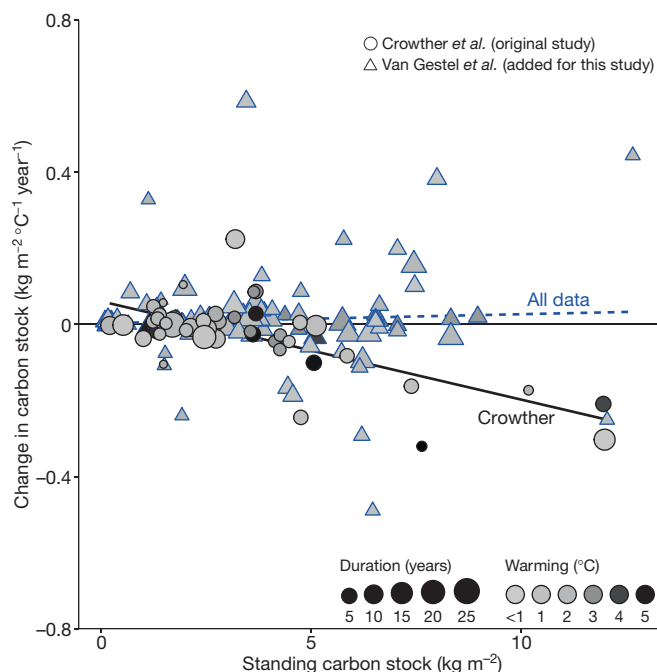 0.8
○ Crowther et al. (original study)
△ Van Gestel et al. (added for this study)
0.4
All data
0
Crowther
−0.4
Duration (years)
Warming (°C)
5 10 15 20 25
<1 1 2 3 4 5
−0.8
0 5 10
Standing carbon stock (kg m−2)
Change in carbon stock (kg m−2 °C−1 year−1)